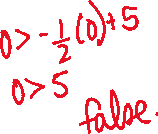 0 > -1/2(0)+5
0 > 5
false.